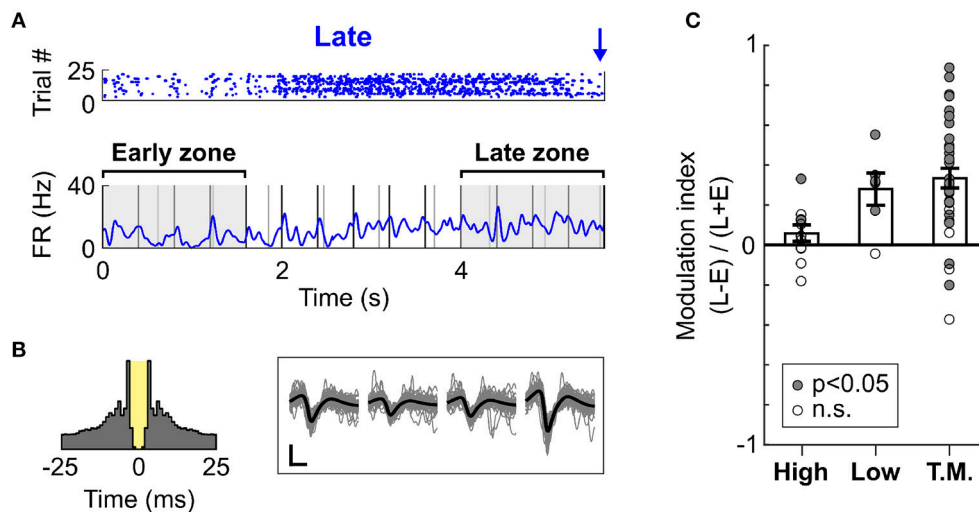 A
Late
Trial #
25
0
Early zone
Late zone
FR (Hz)
40
0
0
2
4
Time (s)
B
-25
0
25
Time (ms)
C
Modulation index
(L-E) / (L+E)
1
0
-1
p<0.05
n.s.
High
Low
T.M.